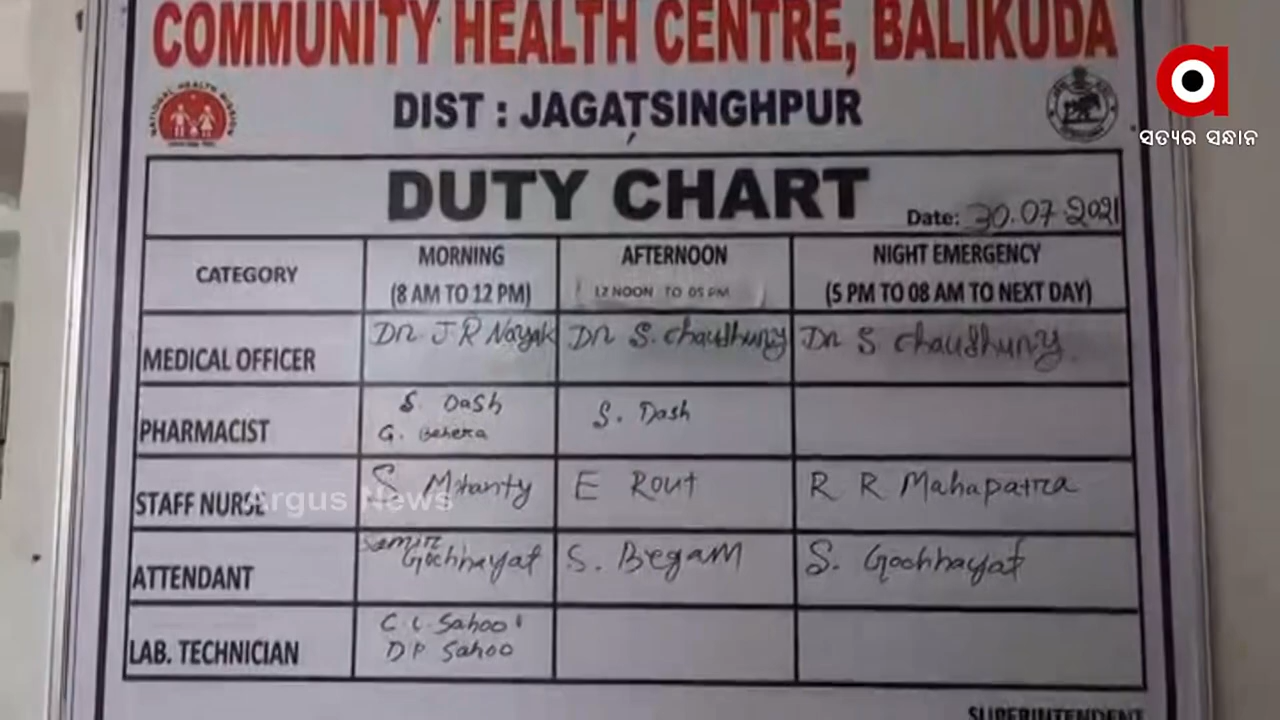 COMMUNITY HEALTH CENTRE, BALIKUDA
NATIONAL HEALTH MISSION
DIST : JAGATSINGHPUR
ସତ୍ୟର ସନ୍ଧାନ
DUTY CHART
Date: 30.07.2021
CATEGORY
MORNING
(8 AM TO 12 PM)
AFTERNOON
12 NOON TO 05 PM
NIGHT EMERGENCY
(5 PM TO 08 AM TO NEXT DAY)
MEDICAL OFFICER
Dr J R Nayak
Dr S. Chaudhury
Dr S Chaudhury
PHARMACIST
S. Dash
G. Behera
S. Dash
STAFF NURSE
S Mohanty
E Rout
R R Mahapatra
Argus News
ATTENDANT
Samir
Gochhayat
S. Begam
S. Gochhayat
LAB. TECHNICIAN
C L Sahoo
D P Sahoo
SUPERINTENDENT